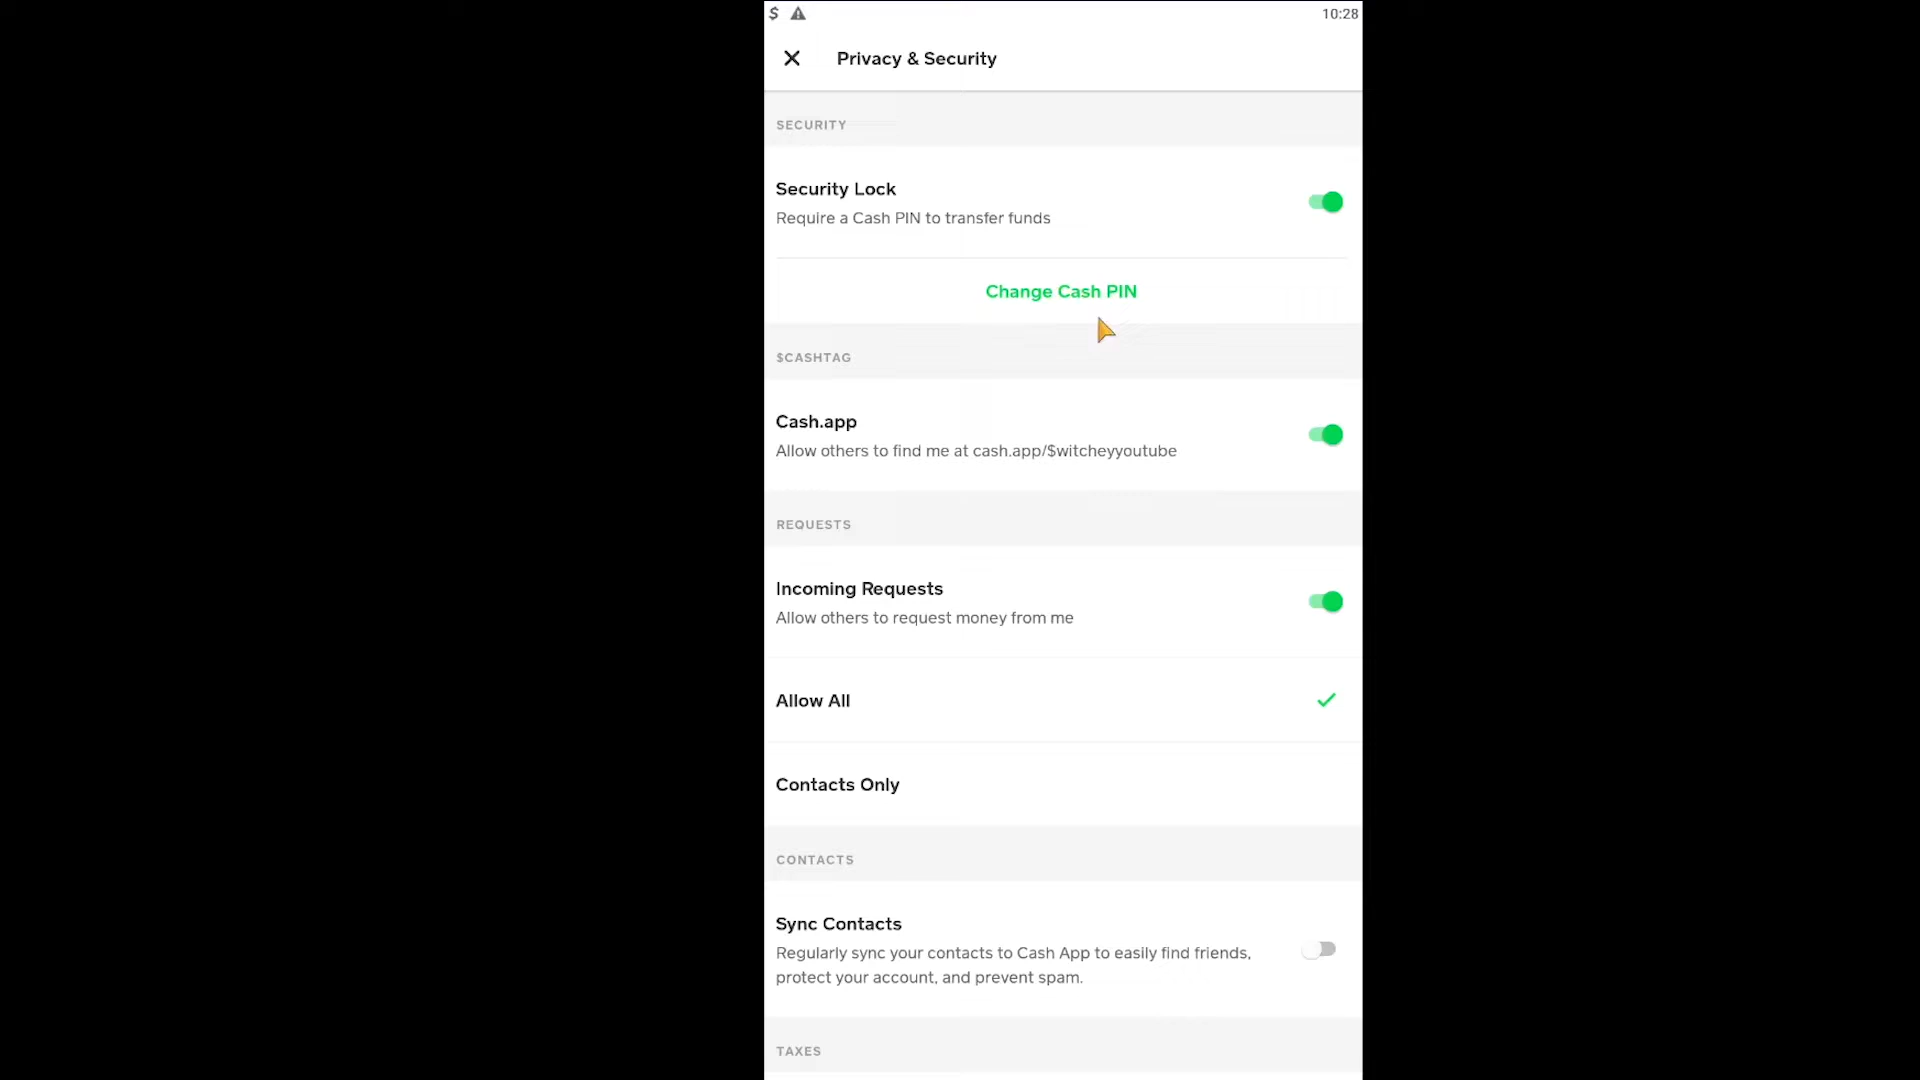 $ 10:28
Privacy & Security
SECURITY
Security Lock
Require a Cash PIN to transfer funds
Change Cash PIN
$CASHTAG
Cash.app
Allow others to find me at cash.app/$witcheyyoutube
REQUESTS
Incoming Requests
Allow others to request money from me
Allow All
Contacts Only
CONTACTS
Sync Contacts
Regularly sync your contacts to Cash App to easily find friends,
protect your account, and prevent spam.
TAXES